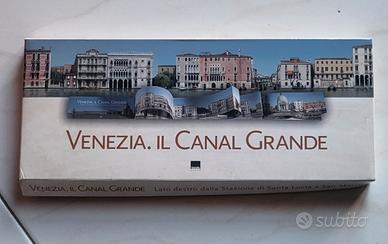 VENEZIA. IL CANAL GRANDE
VENEZIA. IL CANAL GRANDE
VENEZIA. IL CANAL GRANDE Lato destro dalla Stazione di Santa Lucia a San
subito